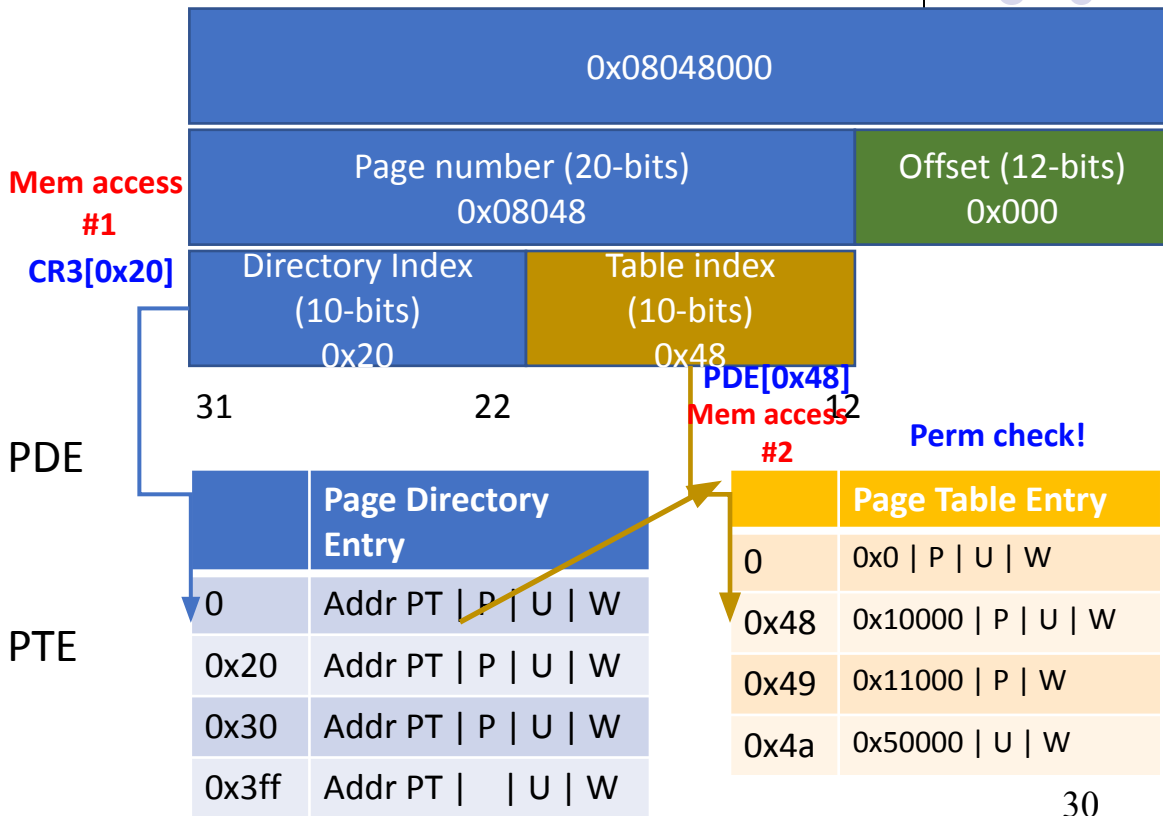 0x08048000
Page number (20-bits)
0x08048
Offset (12-bits)
0x000
Mem access
#1
CR3[0x20]
Directory Index
(10-bits)
0x20
Table index
(10-bits)
0x48
PDE[0x48]
31
22
12
Mem access
#2
Perm check!
PDE
PTE
Page Directory
Entry
0 Addr PT | P | U | W
0x20 Addr PT | P | U | W
0x30 Addr PT | P | U | W
0x3ff Addr PT | | U | W
Page Table Entry
0 0x0 | P | U | W
0x48 0x10000 | P | U | W
0x49 0x11000 | P | W
0x4a 0x50000 | U | W
30